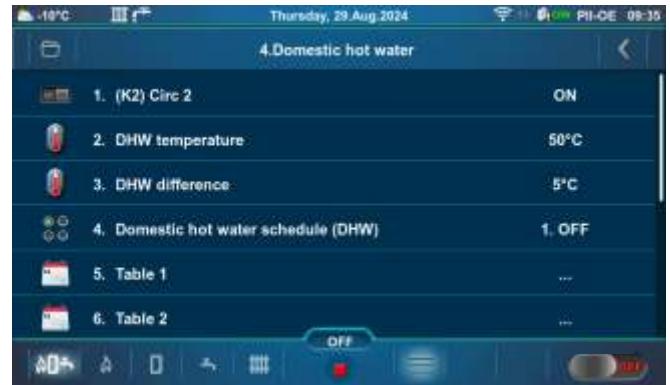 -10°C Thursday, 29.Aug.2024 PII-OE 09:35
4.Domestic hot water
1. (K2) Circ 2 ON
2. DHW temperature 50°C
3. DHW difference 5°C
4. Domestic hot water schedule (DHW) 1. OFF
5. Table 1 ...
6. Table 2 ...
OFF
OFF